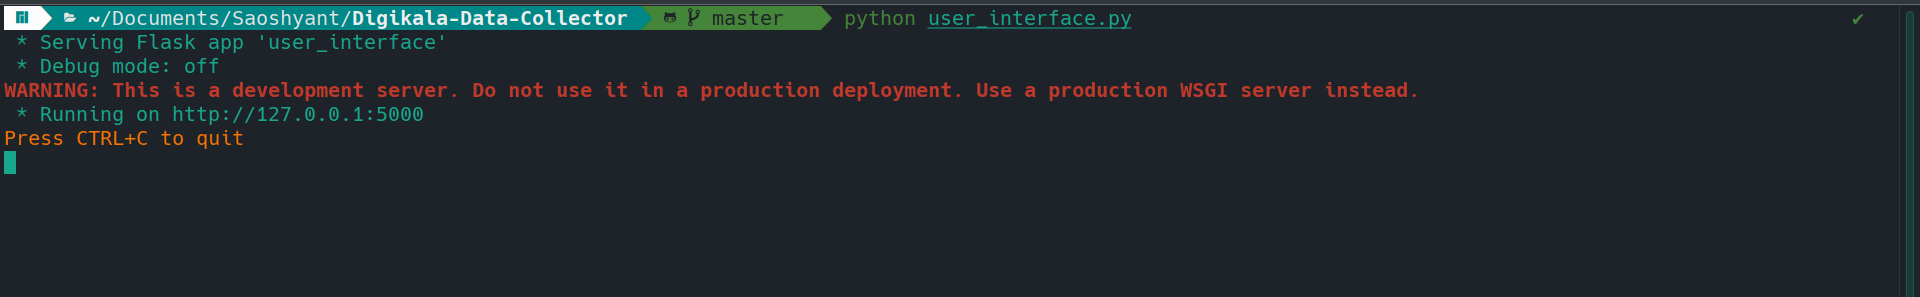 ~/Documents/Saoshyant/Digikala-Data-Collector master python user_interface.py ✔
* Serving Flask app 'user_interface'
* Debug mode: off
WARNING: This is a development server. Do not use it in a production deployment. Use a production WSGI server instead.
* Running on http://127.0.0.1:5000
Press CTRL+C to quit